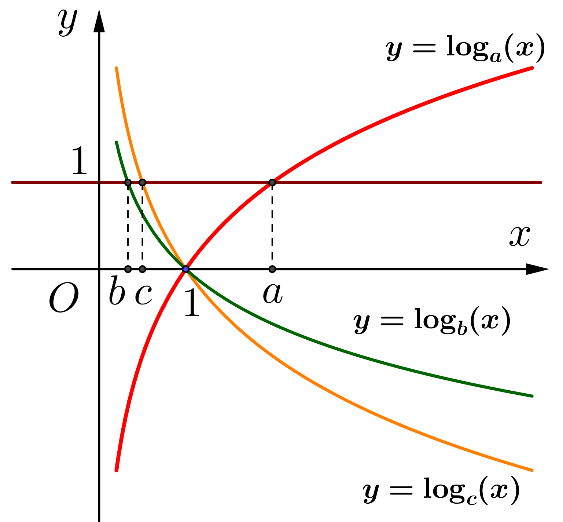 y
y = log_a(x)
1
x
O
b c 1 a
y = log_b(x)
y = log_c(x)